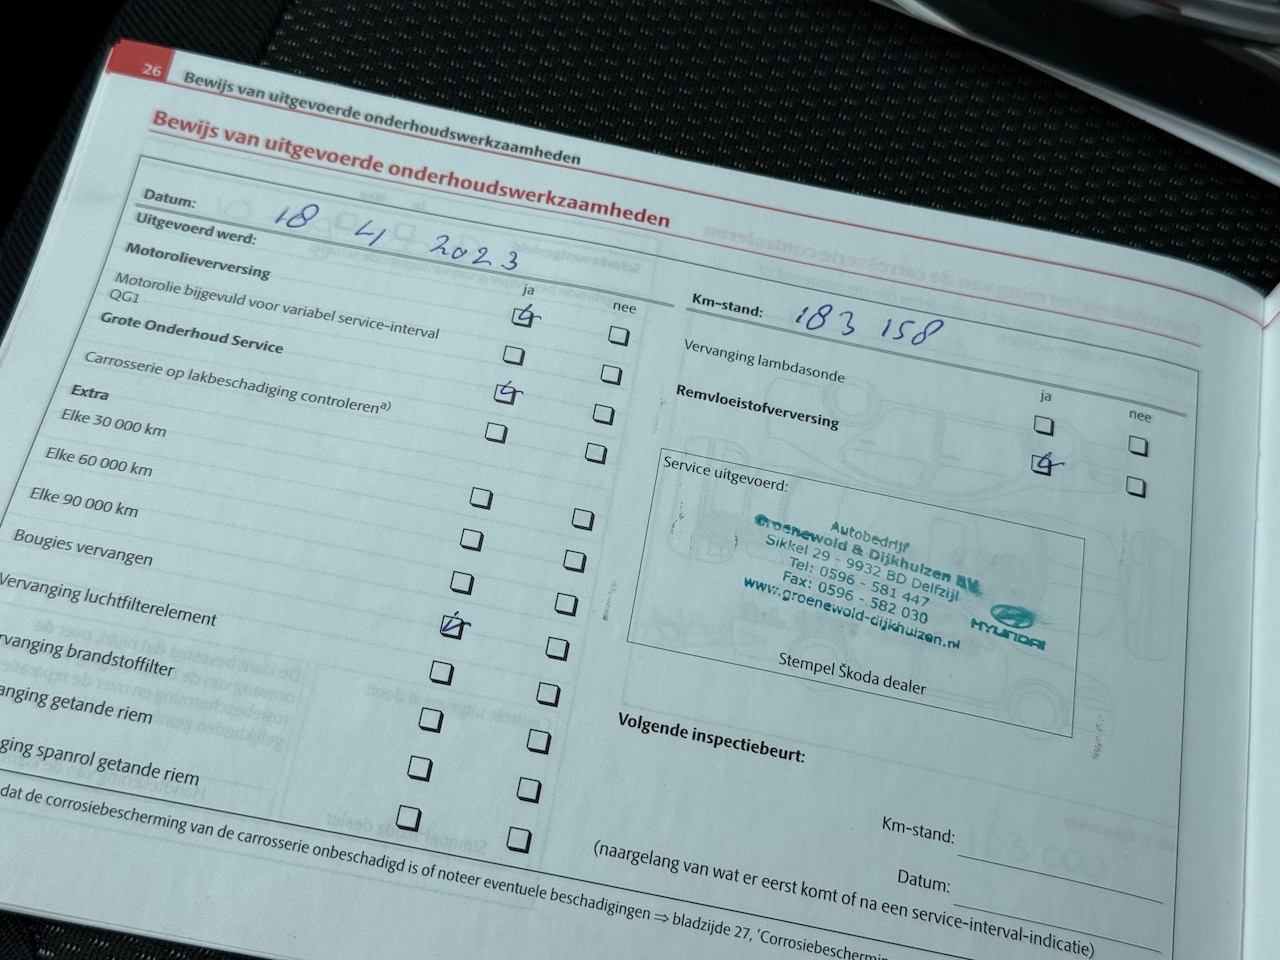 26 Bewijs van uitgevoerde onderhoudswerkzaamheden
Bewijs van uitgevoerde onderhoudswerkzaamheden
Datum: 18 4 2023
Uitgevoerd werd:
ja nee
Motorolieverversing
Motorolie bijgevuld voor variabel service-interval
QG1
Grote Onderhoud Service
Carrosserie op lakbeschadiging controlerenᵃ⁾
Extra
Elke 30 000 km
Elke 60 000 km
Elke 90 000 km
Bougies vervangen
Vervanging luchtfilterelement
rvanging brandstoffilter
anging getande riem
ging spanrol getande riem
dat de corrosiebescherming van de carrosserie onbeschadigd is of noteer eventuele beschadigingen ⇒ bladzijde 27, 'Corrosiebeschermin
Km-stand: 183 158
ja nee
Vervanging lambdasonde
Remvloeistofverversing
Service uitgevoerd:
Autobedrijf
Groenewold & Dijkhuizen BV
Sikkel 29 - 9932 BD Delfzijl
Tel: 0596 - 581 447
Fax: 0596 - 582 030
www.groenewold-dijkhuizen.nl
HYUNDAI
Stempel Škoda dealer
Volgende inspectiebeurt:
Km-stand:
Datum:
(naargelang van wat er eerst komt of na een service-interval-indicatie)